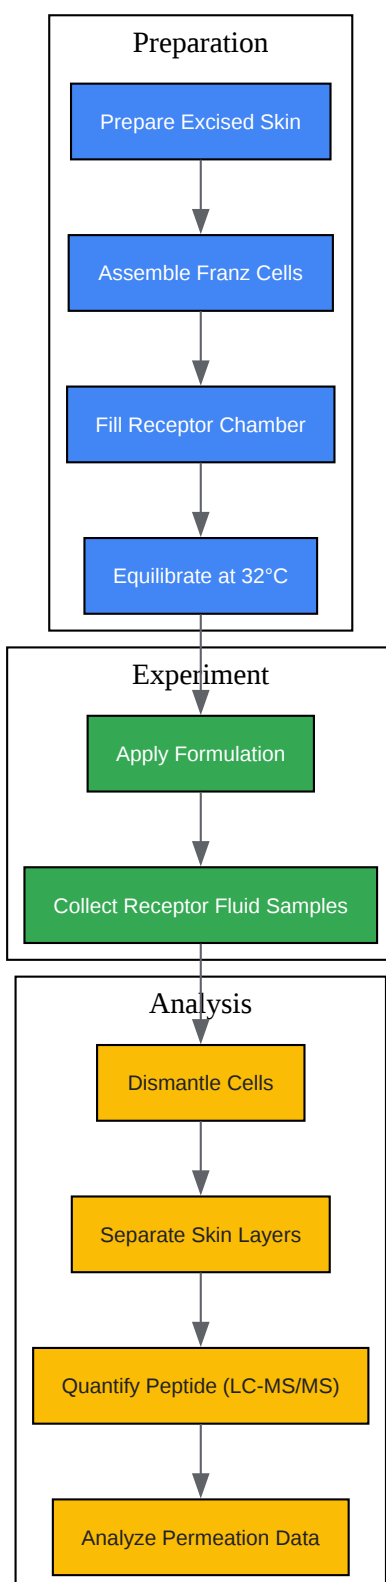 Preparation
Prepare Excised Skin
Assemble Franz Cells
Fill Receptor Chamber
Equilibrate at 32°C
Experiment
Apply Formulation
Collect Receptor Fluid Samples
Analysis
Dismantle Cells
Separate Skin Layers
Quantify Peptide (LC-MS/MS)
Analyze Permeation Data